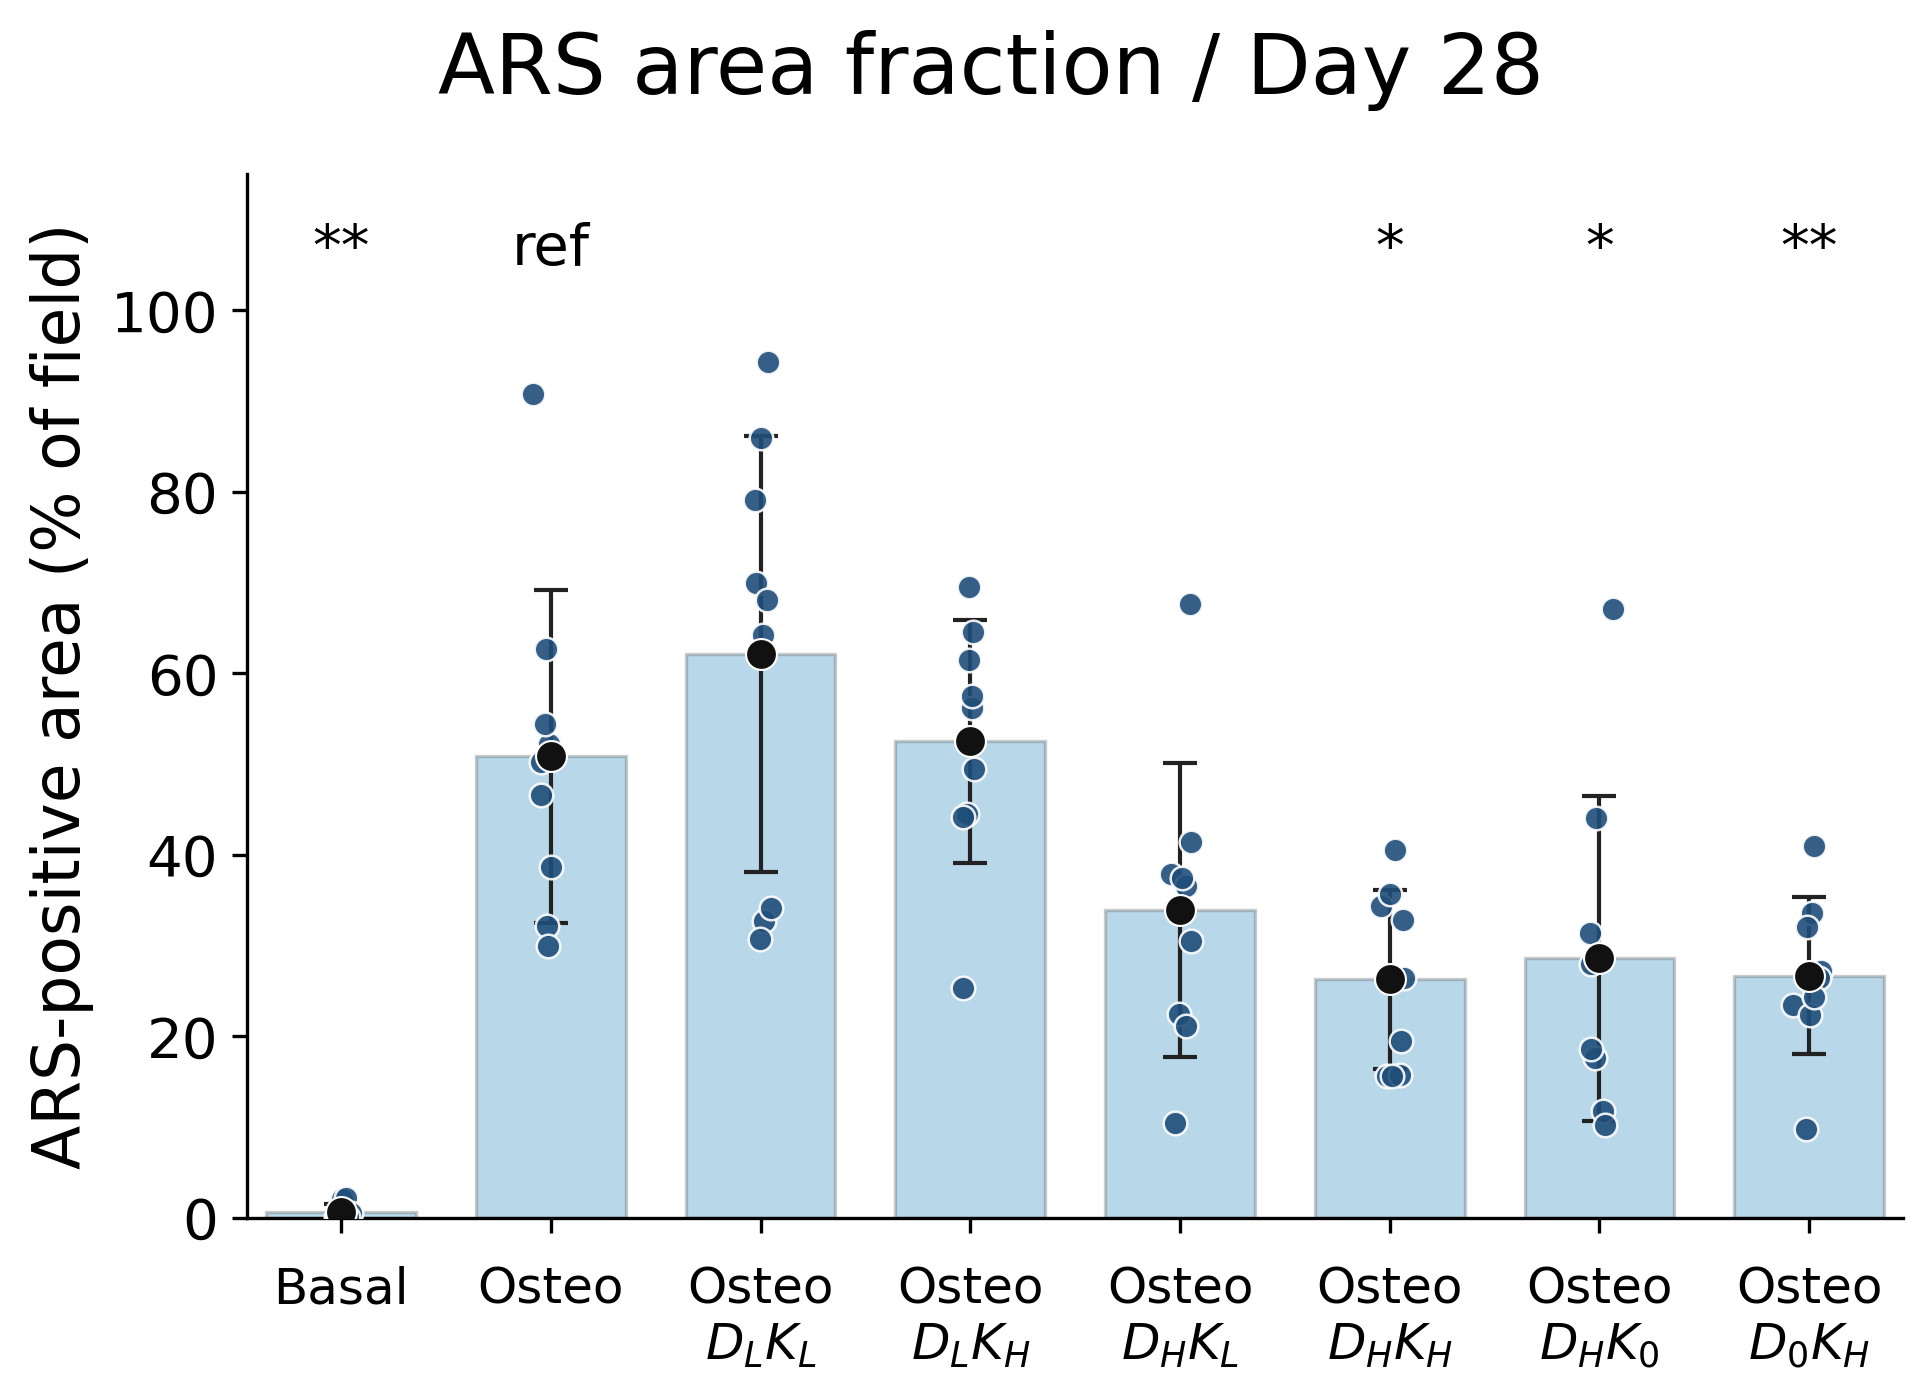 ARS area fraction / Day 28
ARS-positive area (% of field)
** ref * * **
100
80
60
40
20
0
Basal Osteo Osteo Osteo Osteo Osteo Osteo Osteo
D_LK_L D_LK_H D_HK_L D_HK_H D_HK_0 D_0K_H